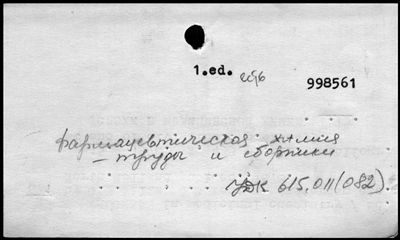 1.ed.
998561
фармацевтическая химия
– труды и сборники
УДК 615.011(082).